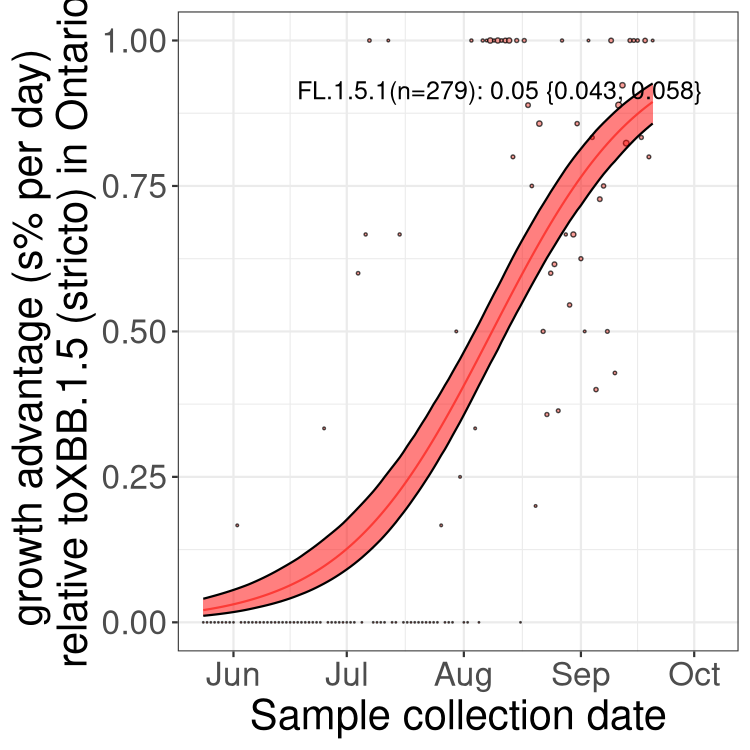 growth advantage (s% per day)
relative toXBB.1.5 (stricto) in Ontario
1.00
0.75
0.50
0.25
0.00
FL.1.5.1(n=279): 0.05 {0.043, 0.058}
Jun Jul Aug Sep Oct
Sample collection date